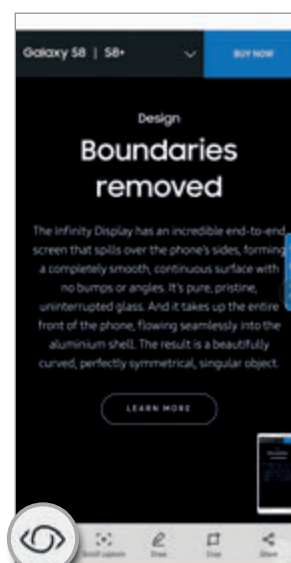 Galaxy S8 | S8+
BUY NOW
Design
Boundaries
removed
The Infinity Display has an incredible end-to-end
screen that spills over the phone's sides, forming
a completely smooth, continuous surface with
no bumps or angles. It's pure, pristine,
uninterrupted glass. And it takes up the entire
front of the phone, flowing seamlessly into the
aluminium shell. The result is a beautifully
curved, perfectly symmetrical, singular object.
LEARN MORE
Scroll capture
Draw
Crop
Share